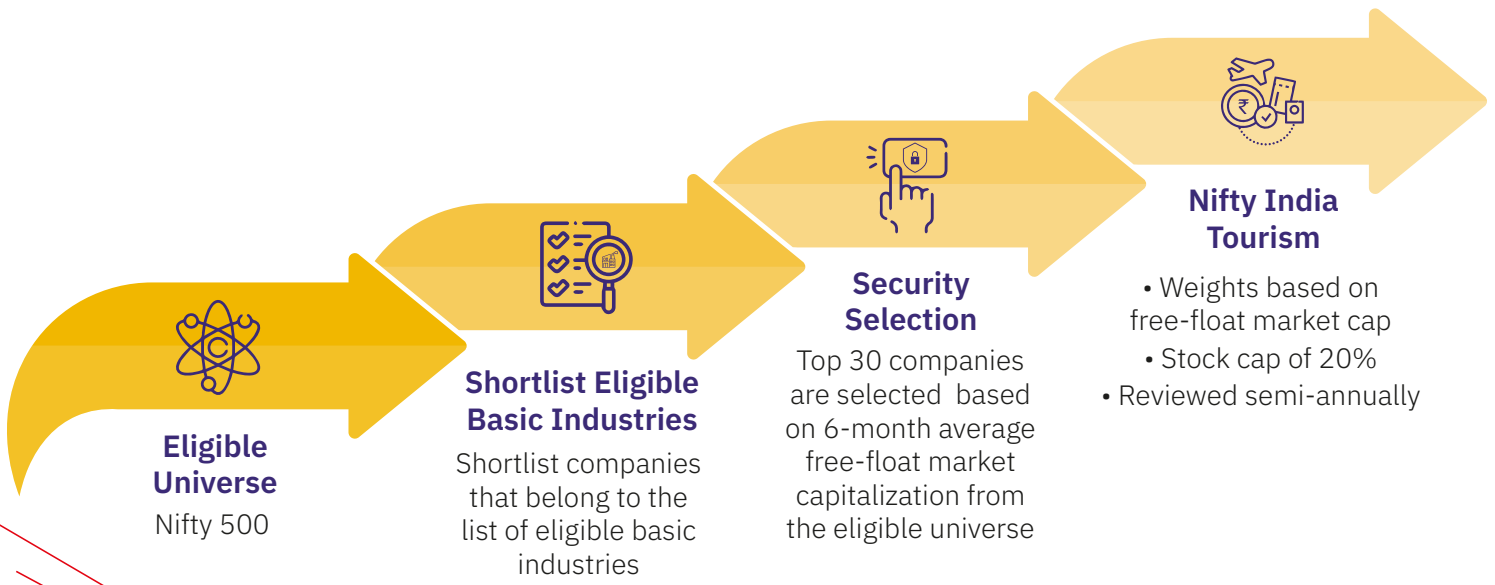 Eligible
Universe
Nifty 500
Shortlist Eligible
Basic Industries
Shortlist companies
that belong to the
list of eligible basic
industries
Security
Selection
Top 30 companies
are selected based
on 6-month average
free-float market
capitalization from
the eligible universe
Nifty India
Tourism
• Weights based on
free-float market cap
• Stock cap of 20%
• Reviewed semi-annually
C
₹